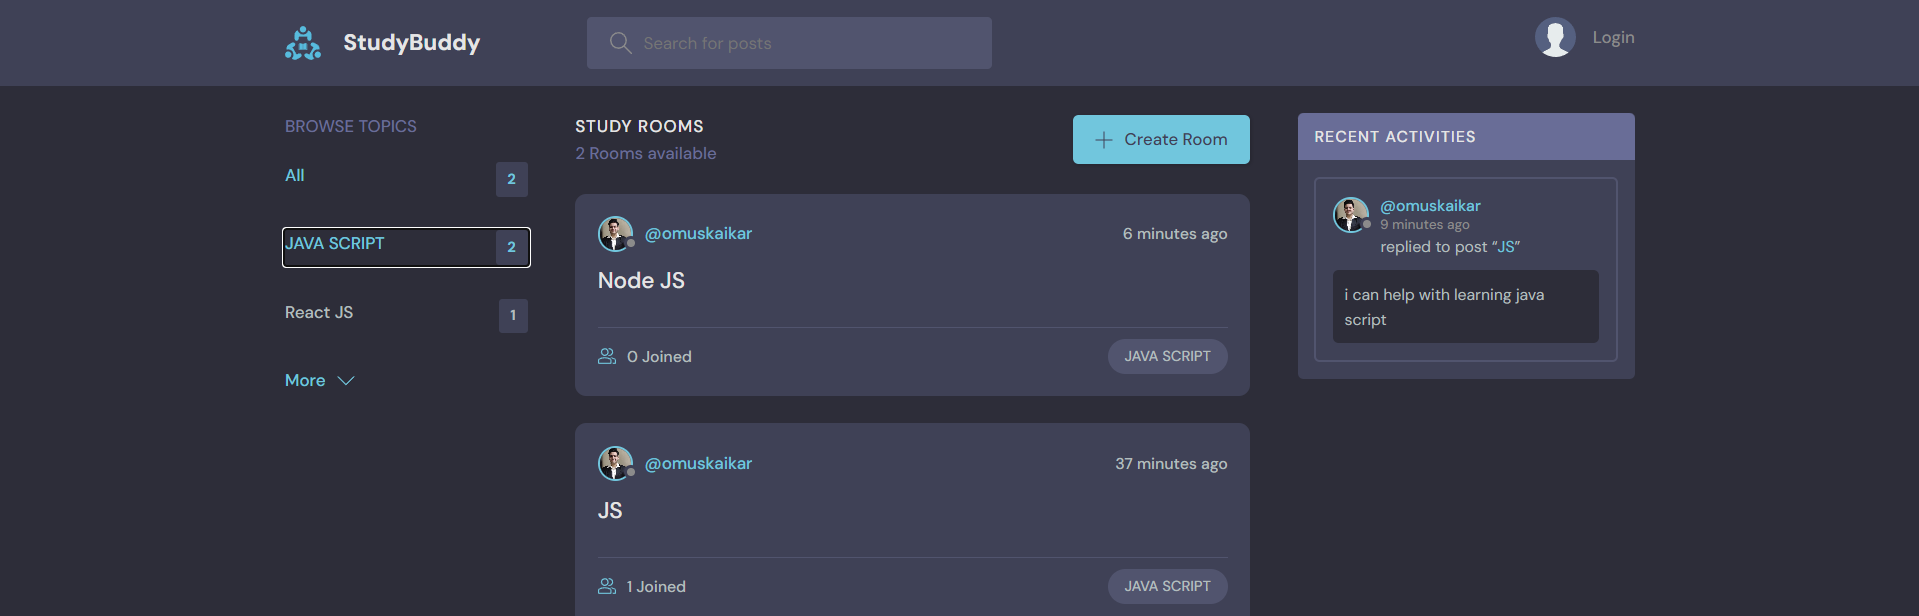 StudyBuddy
Search for posts
Login
BROWSE TOPICS
All
2
JAVA SCRIPT
2
React JS
1
More
STUDY ROOMS
2 Rooms available
Create Room
@omuskaikar
6 minutes ago
Node JS
0 Joined
JAVA SCRIPT
@omuskaikar
37 minutes ago
JS
1 Joined
JAVA SCRIPT
RECENT ACTIVITIES
@omuskaikar
9 minutes ago
replied to post “JS”
i can help with learning java
script